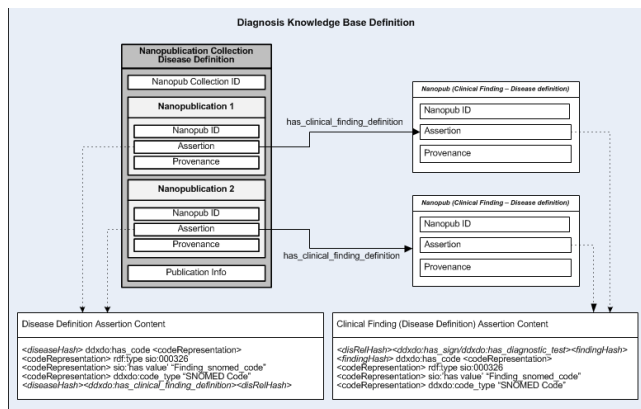 Diagnosis Knowledge Base Definition
Nanopublication Collection
Disease Definition
Nanopub Collection ID
Nanopublication 1
Nanopub ID
Assertion
Provenance
Nanopublication 2
Nanopub ID
Assertion
Provenance
Publication Info
has_clinical_finding_definition
has_clinical_finding_definition
Nanopub (Clinical Finding – Disease definition)
Nanopub ID
Assertion
Provenance
Nanopub (Clinical Finding – Disease definition)
Nanopub ID
Assertion
Provenance
Disease Definition Assertion Content
<diseaseHash> ddxdo:has_code <codeRepresentation>
<codeRepresentation> rdf:type sio:000326
<codeRepresentation> sio:'has value' “Finding_snomed_code”
<codeRepresentation> ddxdo:code_type “SNOMED Code”
<diseaseHash><ddxdo:has_clinical_finding_definition><disRelHash>
Clinical Finding (Disease Definition) Assertion Content
<disRelHash><ddxdo:has_sign/ddxdo:has_diagnostic_test><findingHash>
<findingHash> ddxdo:has_code <codeRepresentation>
<codeRepresentation> rdf:type sio:000326
<codeRepresentation> sio:'has value' “Finding_snomed_code”
<codeRepresentation> ddxdo:code_type “SNOMED Code”